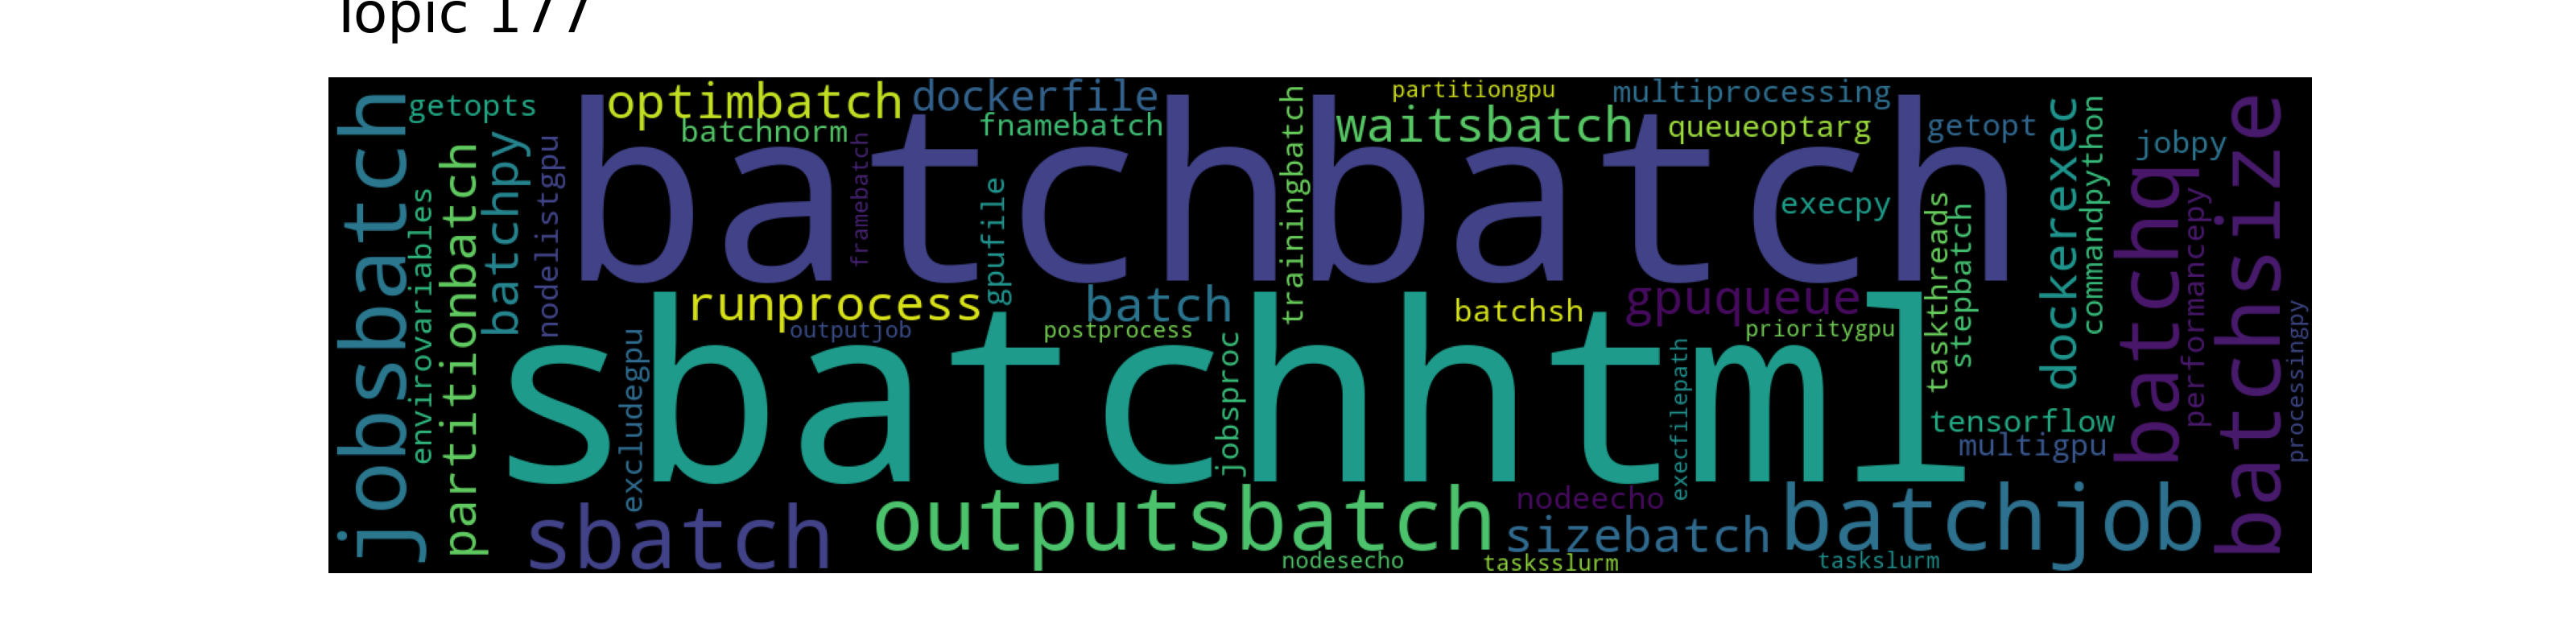 Topic 177
jobsbatch
getopts
environvariables
partitionbatch
batchpy
nodelistgpu
optimbatch
dockerfile
batchnorm
fnamebatch
framebatch
batchbatch
gpufile
trainingbatch
partitiongpu
multiprocessing
waitsbatch
queueoptarg
getopt
execpy
taskthreads
stepbatch
dockerexec
commandpython
jobpy
batchq
performancepy
batchsize
processingpy
runprocess
outputjob
batch
postprocess
batchsh
gpuqueue
prioritygpu
sbatchhtml
excludegpu
jobsproc
execfilepath
tensorflow
multigpu
sbatch
outputsbatch
nodeecho
sizebatch
batchjob
nodesecho
tasksslurm
taskslurm